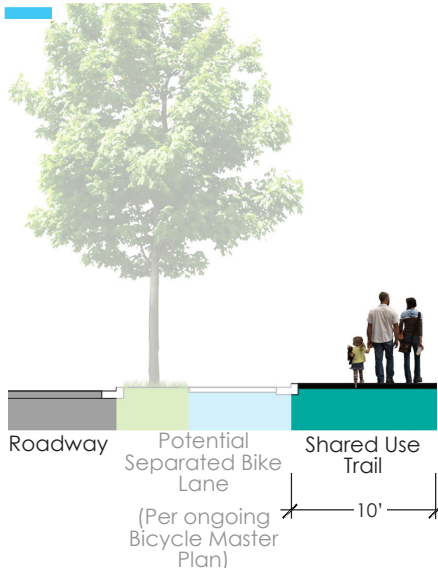 Roadway
Potential
Separated Bike
Lane
(Per ongoing
Bicycle Master
Plan)
Shared Use
Trail
10'